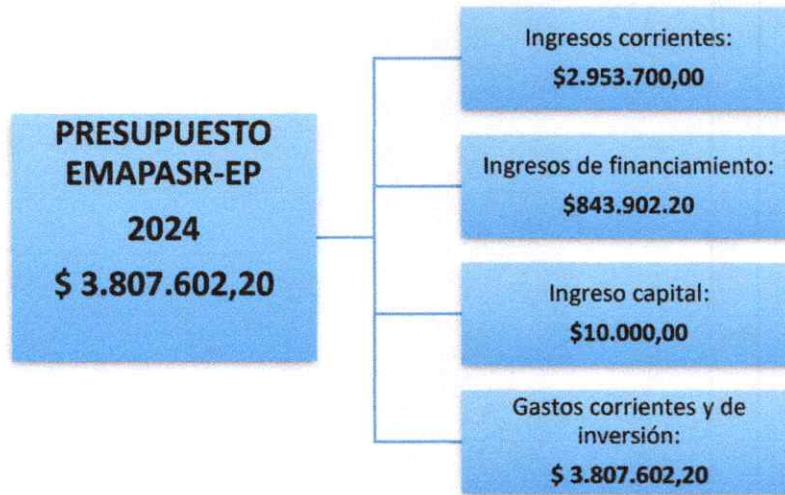 PRESUPUESTO
EMAPASR-EP
2024
$ 3.807.602,20
Ingresos corrientes:
$2.953.700,00
Ingresos de financiamiento:
$843.902.20
Ingreso capital:
$10.000,00
Gastos corrientes y de
inversión:
$ 3.807.602,20